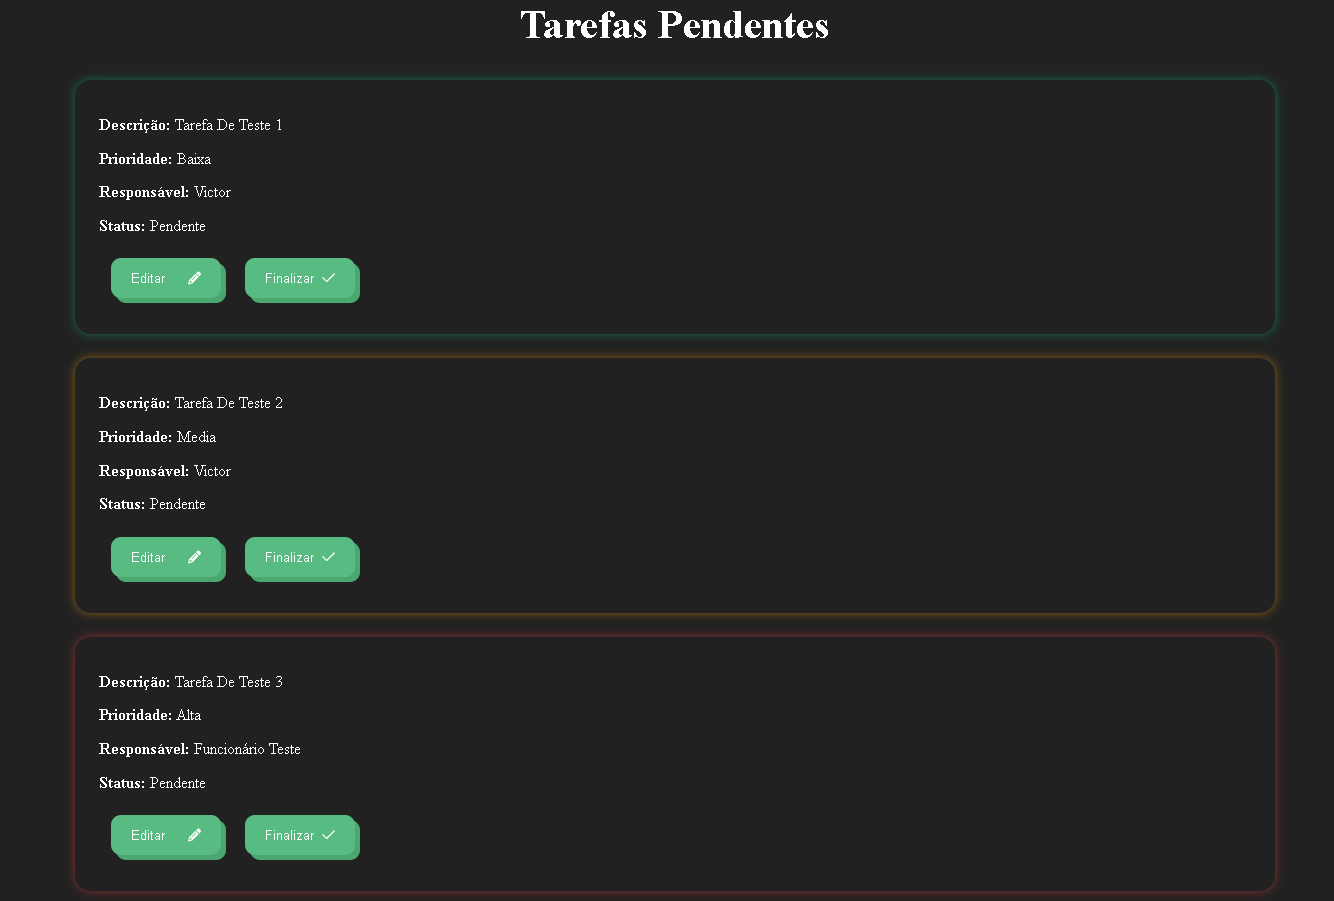 Tarefas Pendentes
Descrição: Tarefa De Teste 1
Prioridade: Baixa
Responsável: Victor
Status: Pendente
Editar Finalizar
Descrição: Tarefa De Teste 2
Prioridade: Media
Responsável: Victor
Status: Pendente
Editar Finalizar
Descrição: Tarefa De Teste 3
Prioridade: Alta
Responsável: Funcionário Teste
Status: Pendente
Editar Finalizar